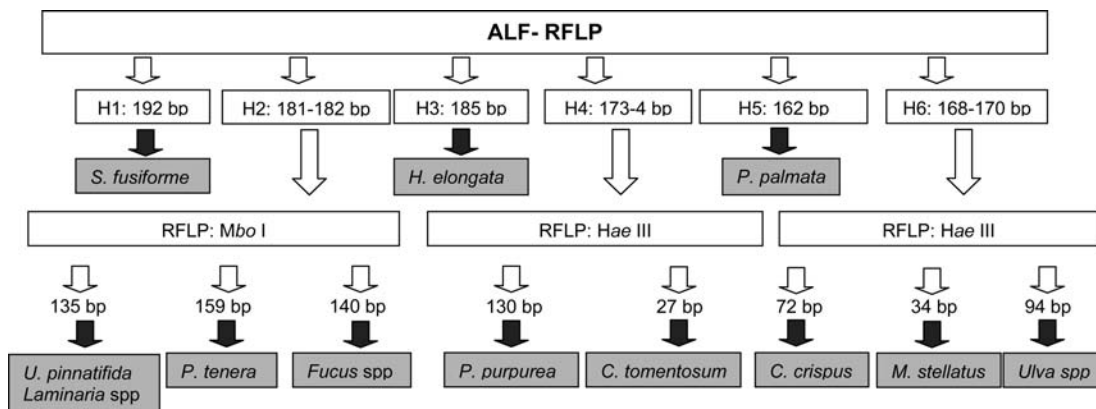 ALF- RFLP
H1: 192 bp
H2: 181-182 bp
H3: 185 bp
H4: 173-4 bp
H5: 162 bp
H6: 168-170 bp
S. fusiforme
H. elongata
P. palmata
RFLP: Mbo I
RFLP: Hae III
RFLP: Hae III
135 bp
159 bp
140 bp
130 bp
27 bp
72 bp
34 bp
94 bp
U. pinnatifida
Laminaria spp
P. tenera
Fucus spp
P. purpurea
C. tomentosum
C. crispus
M. stellatus
Ulva spp